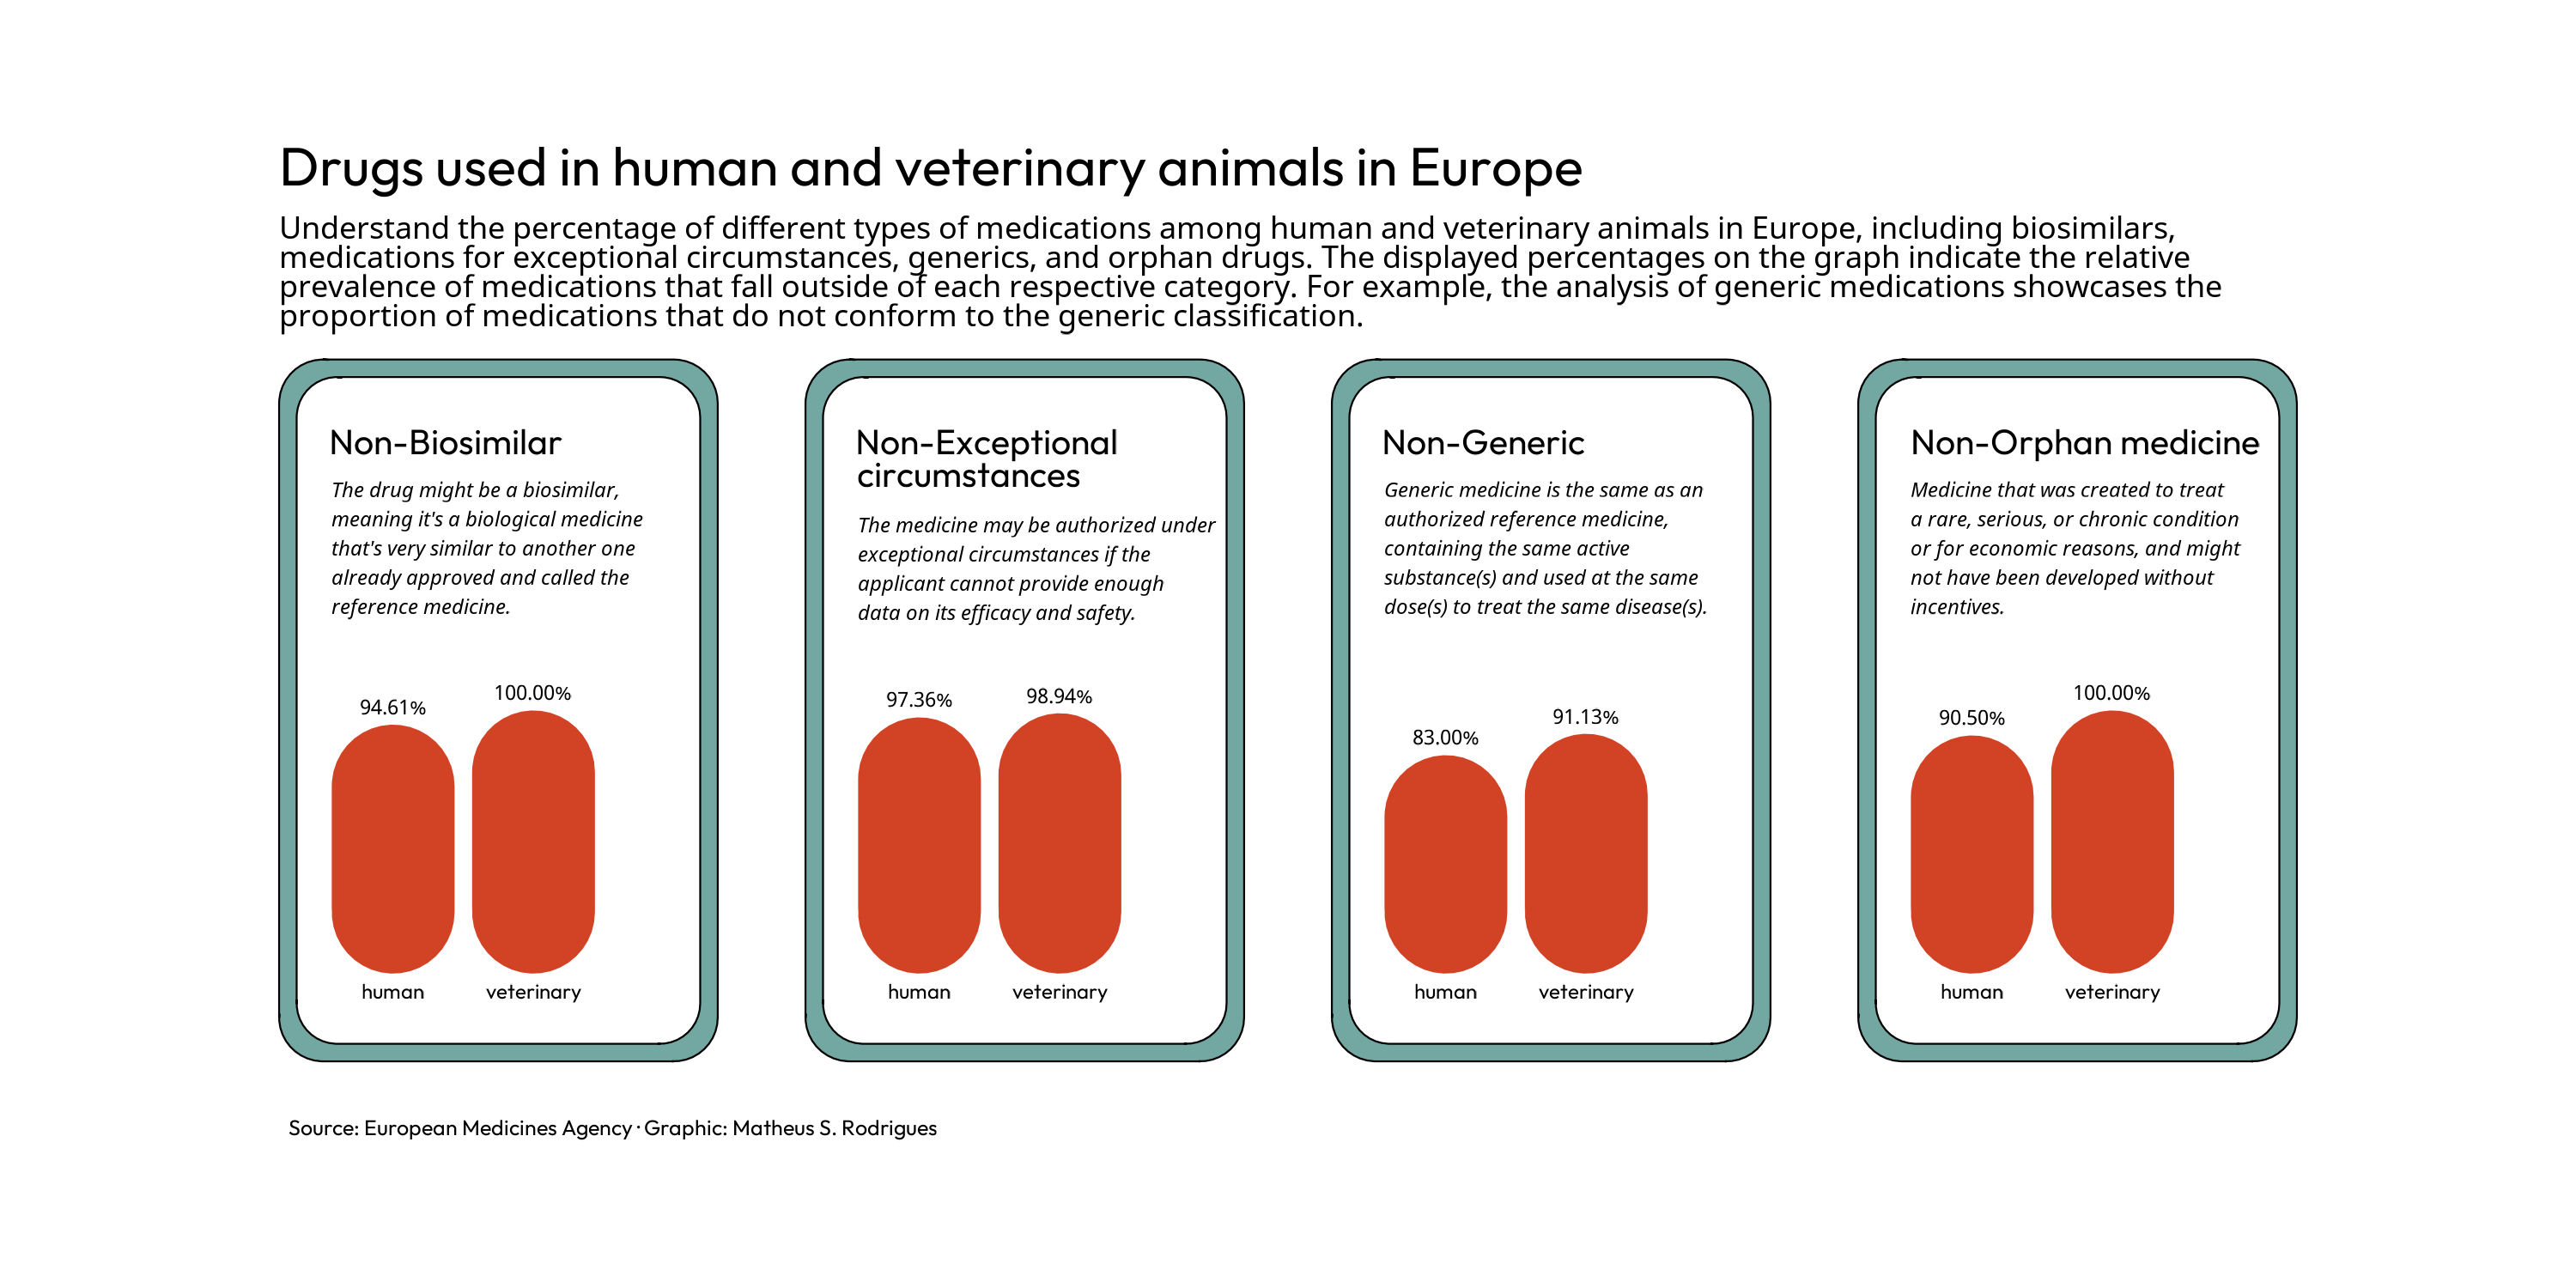 Drugs used in human and veterinary animals in Europe
Understand the percentage of different types of medications among human and veterinary animals in Europe, including biosimilars,
medications for exceptional circumstances, generics, and orphan drugs. The displayed percentages on the graph indicate the relative
prevalence of medications that fall outside of each respective category. For example, the analysis of generic medications showcases the
proportion of medications that do not conform to the generic classification.
Non-Biosimilar
The drug might be a biosimilar,
meaning it's a biological medicine
that's very similar to another one
already approved and called the
reference medicine.
94.61%
100.00%
human
veterinary
Non-Exceptional
circumstances
The medicine may be authorized under
exceptional circumstances if the
applicant cannot provide enough
data on its efficacy and safety.
97.36%
98.94%
human
veterinary
Non-Generic
Generic medicine is the same as an
authorized reference medicine,
containing the same active
substance(s) and used at the same
dose(s) to treat the same disease(s).
83.00%
91.13%
human
veterinary
Non-Orphan medicine
Medicine that was created to treat
a rare, serious, or chronic condition
or for economic reasons, and might
not have been developed without
incentives.
90.50%
100.00%
human
veterinary
Source: European Medicines Agency · Graphic: Matheus S. Rodrigues